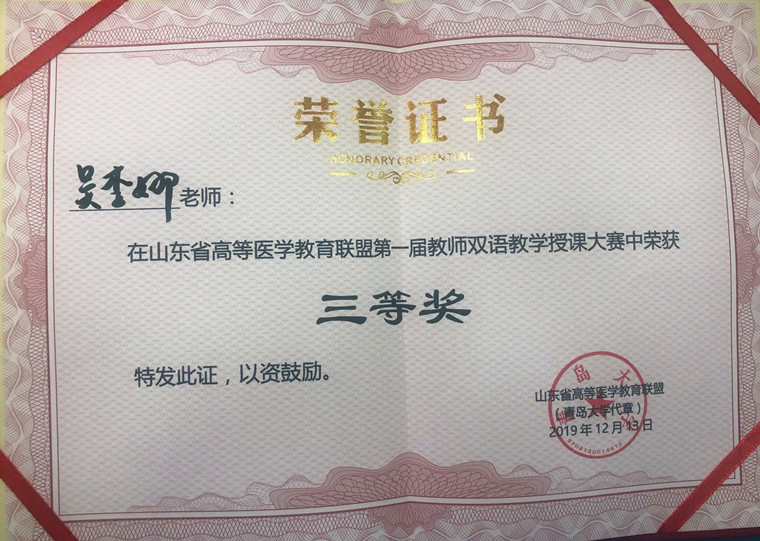 荣誉证书
HONORARY CREDENTIAL
吴 娜 老师：
在山东省高等医学教育联盟第一届教师双语教学授课大赛中荣获
三等奖
特发此证，以资鼓励。
青岛大学
山东省高等医学教育联盟
（青岛大学代章）
2019年12月13日